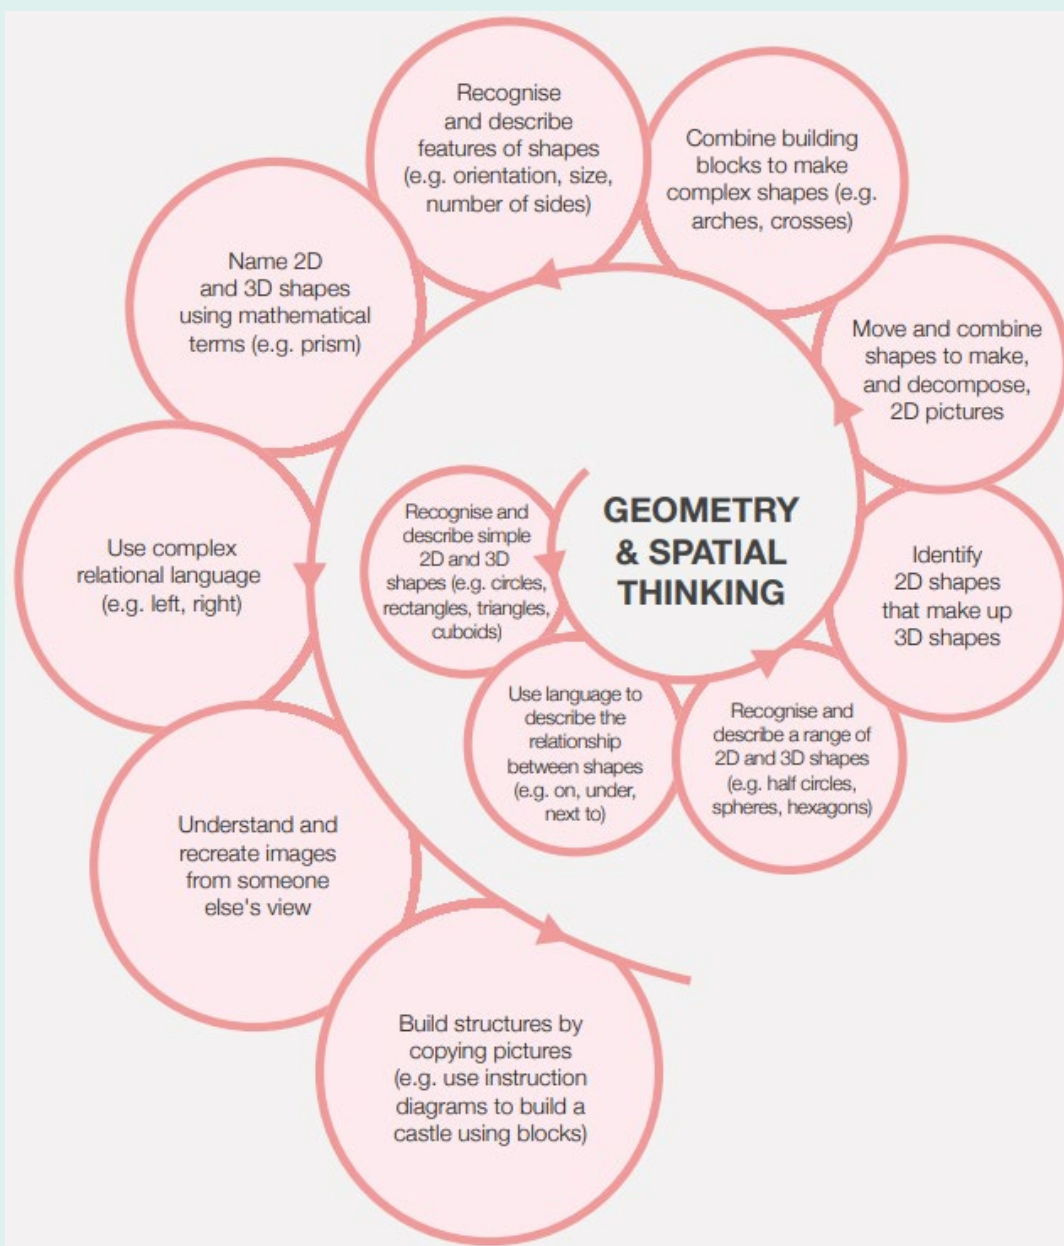 GEOMETRY
& SPATIAL
THINKING
Recognise and
describe simple
2D and 3D
shapes (e.g. circles,
rectangles, triangles,
cuboids)
Use language to
describe the
relationship
between shapes
(e.g. on, under,
next to)
Recognise and
describe a range of
2D and 3D shapes
(e.g. half circles,
spheres, hexagons)
Identify
2D shapes
that make up
3D shapes
Move and combine
shapes to make,
and decompose,
2D pictures
Combine building
blocks to make
complex shapes (e.g.
arches, crosses)
Recognise
and describe
features of shapes
(e.g. orientation, size,
number of sides)
Name 2D
and 3D shapes
using mathematical
terms (e.g. prism)
Use complex
relational language
(e.g. left, right)
Understand and
recreate images
from someone
else's view
Build structures by
copying pictures
(e.g. use instruction
diagrams to build a
castle using blocks)